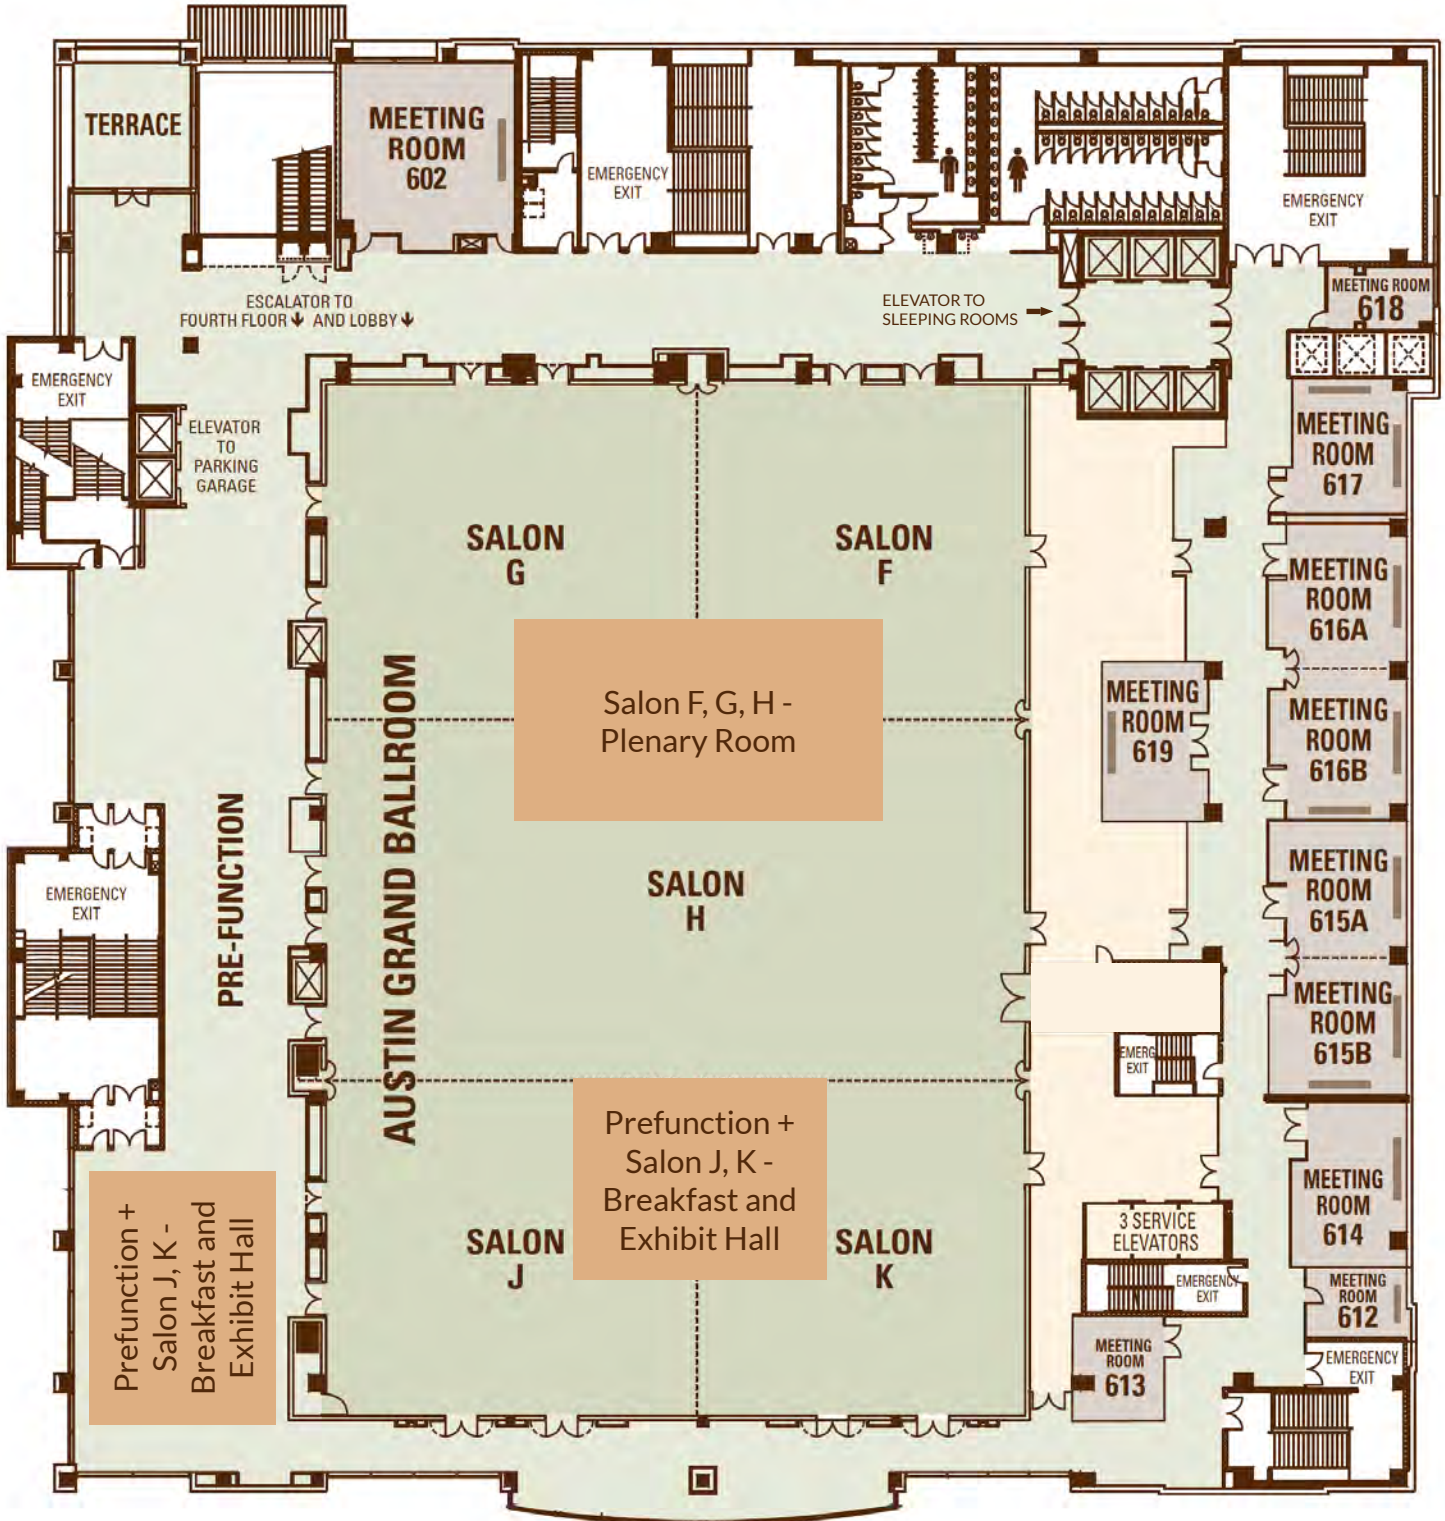 TERRACE
MEETING
ROOM
602
EMERGENCY
EXIT
EMERGENCY
EXIT
ESCALATOR TO
FOURTH FLOOR AND LOBBY
ELEVATOR TO
SLEEPING ROOMS
MEETING ROOM
618
EMERGENCY
EXIT
ELEVATOR
TO
PARKING
GARAGE
MEETING
ROOM
617
SALON
G
SALON
F
MEETING
ROOM
616A
Salon F, G, H -
Plenary Room
MEETING
ROOM
619
MEETING
ROOM
616B
AUSTIN GRAND BALLROOM
PRE-FUNCTION
SALON
H
EMERGENCY
EXIT
MEETING
ROOM
615A
MEETING
ROOM
615B
EMERG
EXIT
Prefunction +
Salon J, K -
Breakfast and
Exhibit Hall
Prefunction +
Salon J, K -
Breakfast and
Exhibit Hall
SALON
J
SALON
K
3 SERVICE
ELEVATORS
MEETING
ROOM
614
EMERGENCY
EXIT
MEETING
ROOM
612
MEETING
ROOM
613
EMERGENCY
EXIT